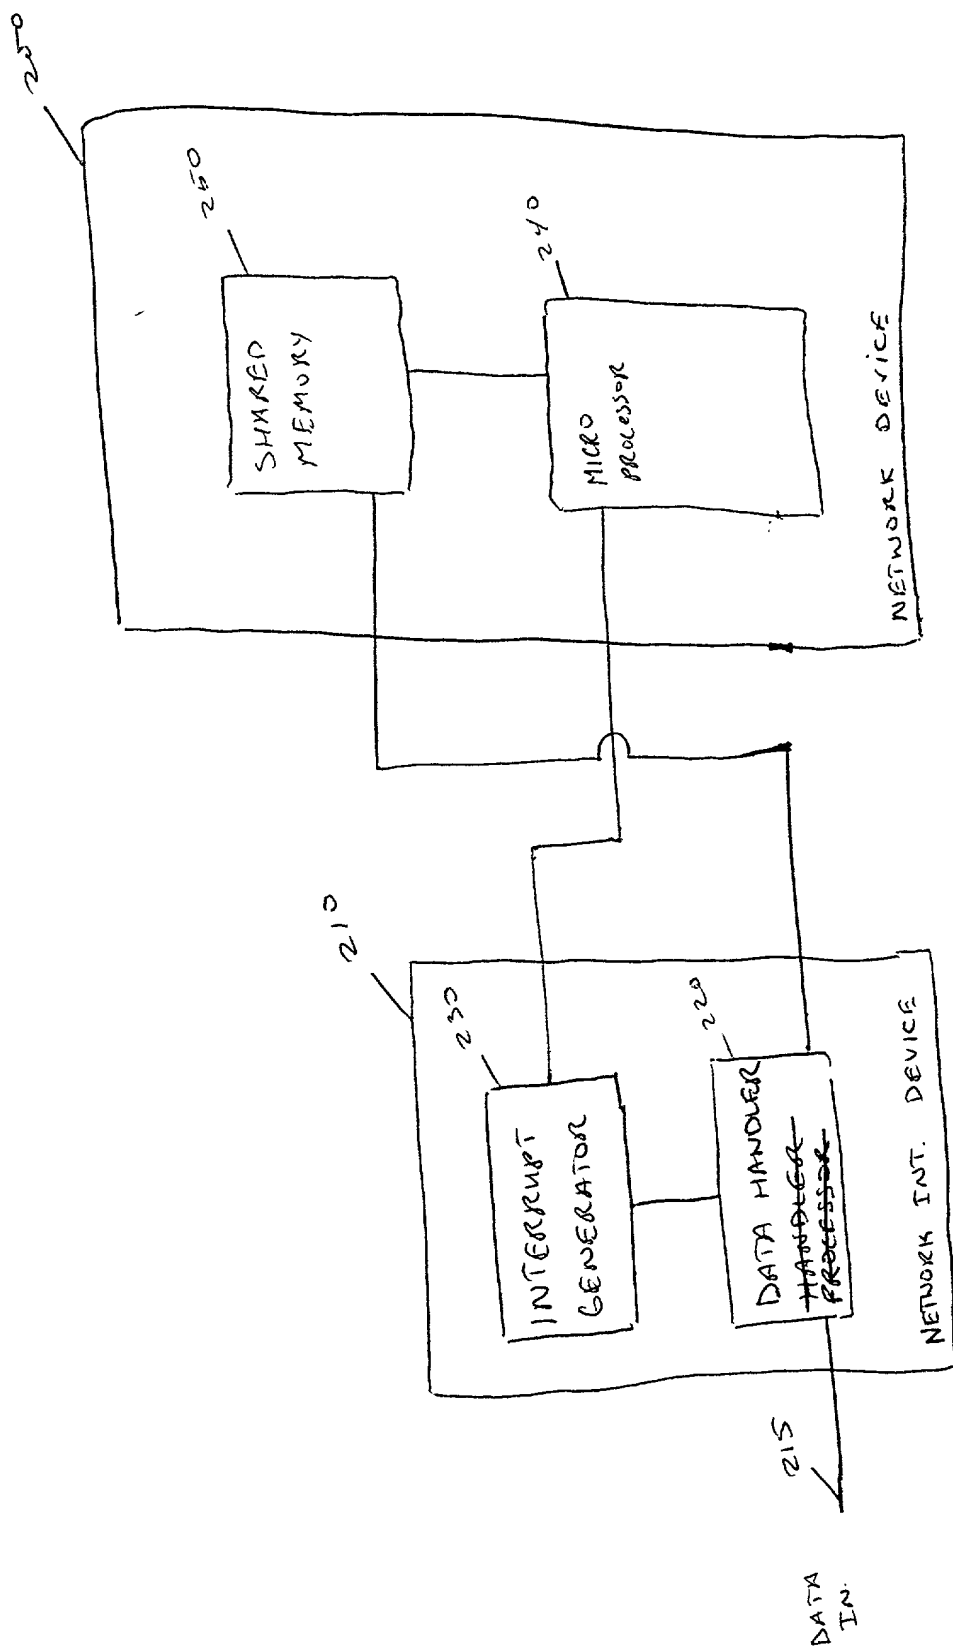 200
250
SHARED
MEMORY
240
MICRO
PROCESSOR
NETWORK DEVICE
210
230
INTERRUPT
GENERATOR
220
DATA HANDLER
HANDLER
PROCESSOR
NETWORK INT. DEVICE
215
DATA
IN.